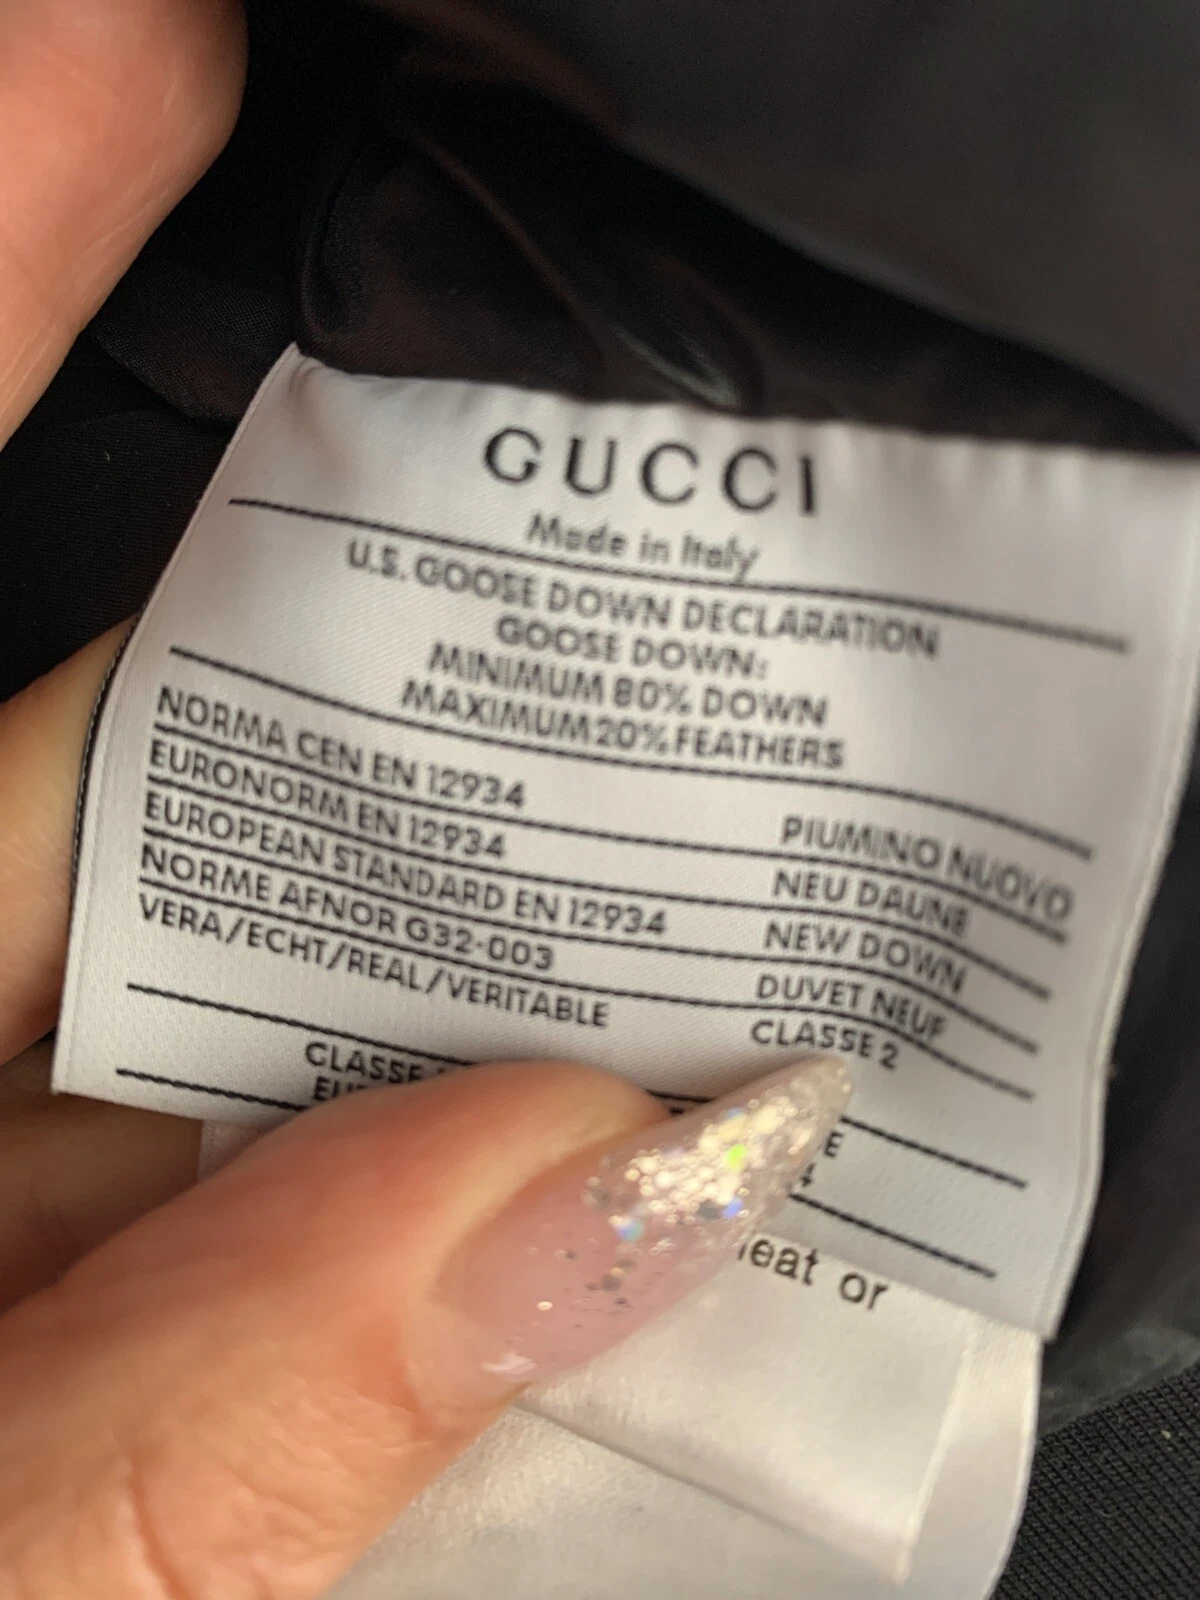 GUCCI
Made in Italy
U.S. GOOSE DOWN DECLARATION
GOOSE DOWN:
MINIMUM 80% DOWN
MAXIMUM 20% FEATHERS
NORMA CEN EN 12934 PIUMINO NUOVO
EURONORM EN 12934 NEU DAUNE
EUROPEAN STANDARD EN 12934 NEW DOWN
NORME AFNOR G32-003 DUVET NEUF
VERA/ECHT/REAL/VERITABLE CLASSE 2
CLASSE
or